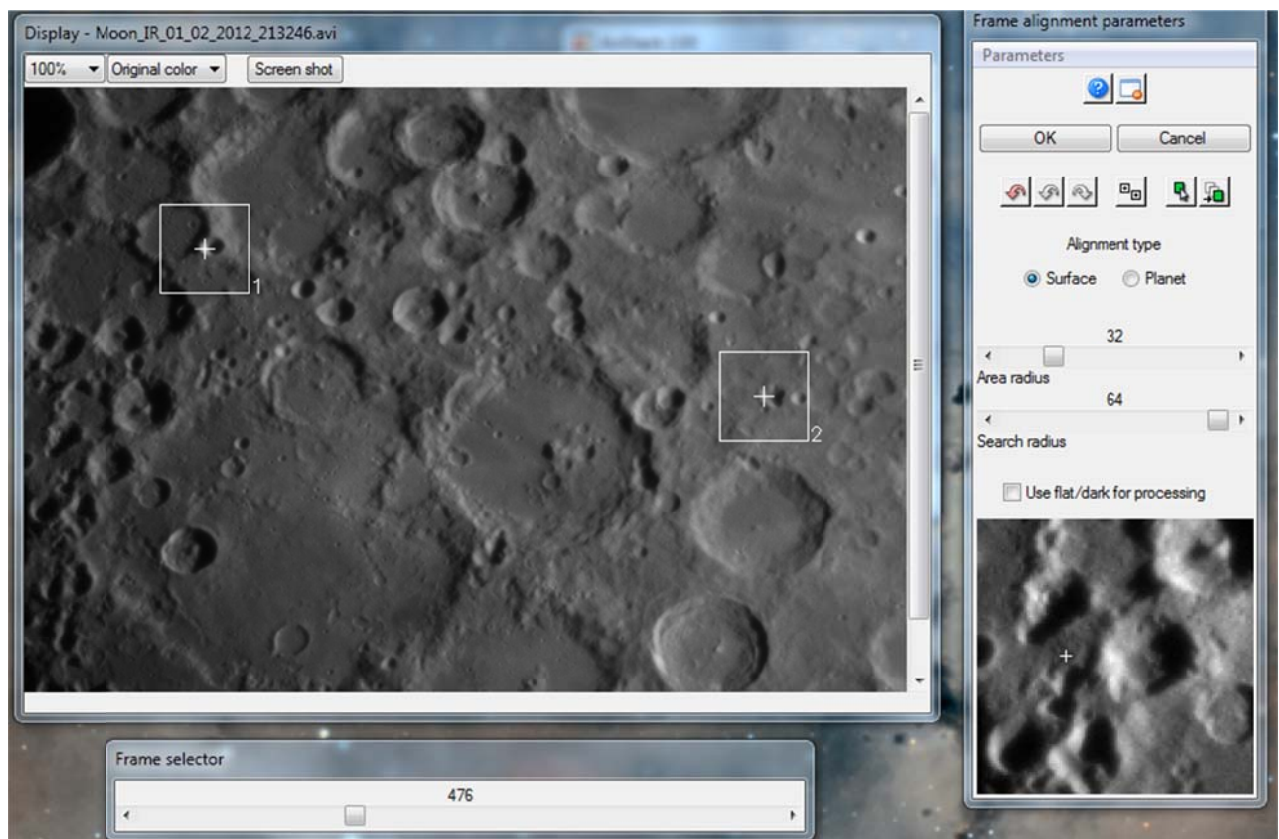 Display - Moon_IR_01_02_2012_213246.avi
100% Original color Screen shot
1
2
Frame selector
476
Frame alignment parameters
Parameters
OK Cancel
Alignment type
Surface Planet
32
Area radius
64
Search radius
Use flat/dark for processing